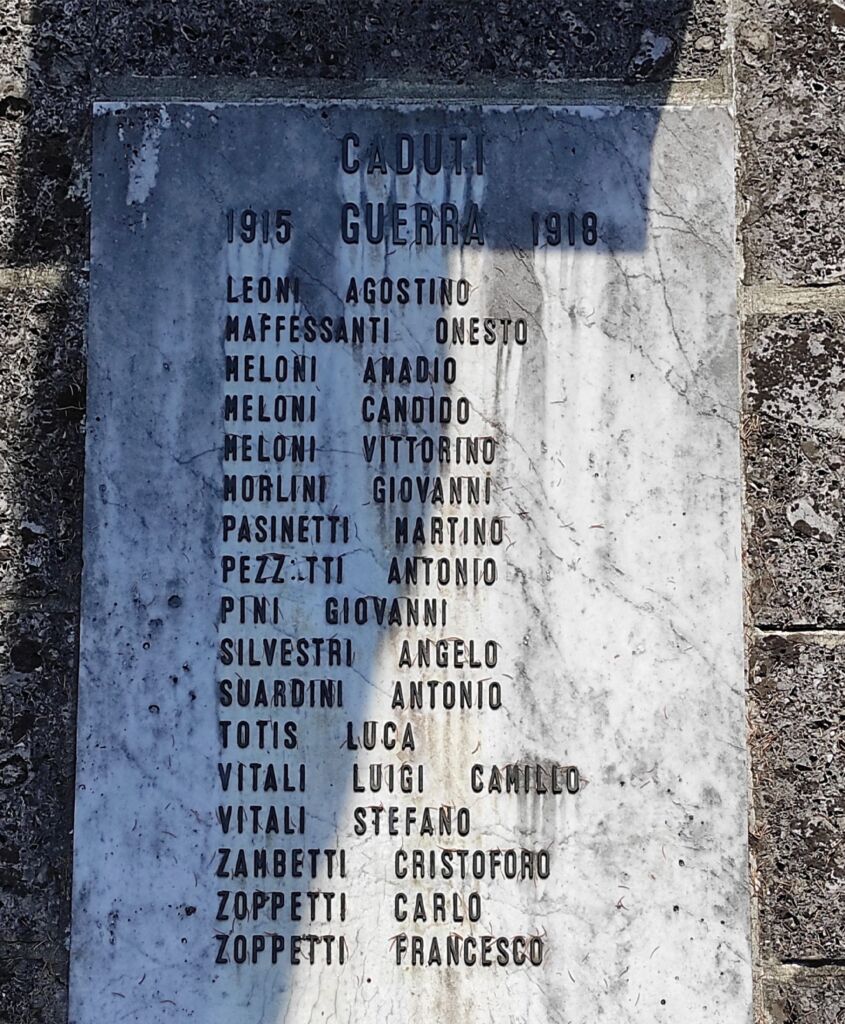 CADUTI
1915 GUERRA 1918
LEONI AGOSTINO
MAFFESSANTI ONESTO
MELONI AMADIO
MELONI CANDIDO
MELONI VITTORINO
MORLINI GIOVANNI
PASINETTI MARTINO
ANTONIO
PINI GIOVANNI
SILVESTRI ANGELO
SUARDINI ANTONIO
TOTIS LUCA
VITALI LUIGI CAMILLO
VITALI STEFANO
ZAMBETTI CRISTOFORO
ZOPPETTI CARLO
ZOPPETTI FRANCESCO